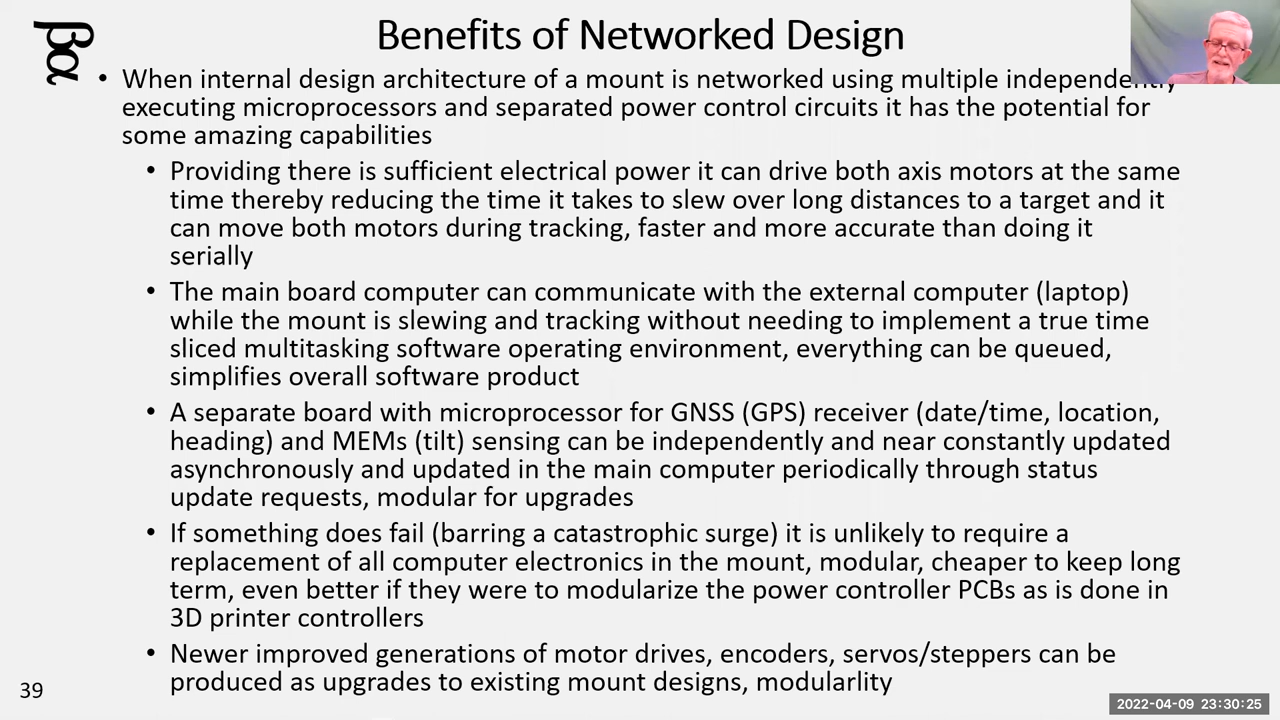 βα
Benefits of Networked Design
• When internal design architecture of a mount is networked using multiple independently
executing microprocessors and separated power control circuits it has the potential for
some amazing capabilities
• Providing there is sufficient electrical power it can drive both axis motors at the same
time thereby reducing the time it takes to slew over long distances to a target and it
can move both motors during tracking, faster and more accurate than doing it
serially
• The main board computer can communicate with the external computer (laptop)
while the mount is slewing and tracking without needing to implement a true time
sliced multitasking software operating environment, everything can be queued,
simplifies overall software product
• A separate board with microprocessor for GNSS (GPS) receiver (date/time, location,
heading) and MEMs (tilt) sensing can be independently and near constantly updated
asynchronously and updated in the main computer periodically through status
update requests, modular for upgrades
• If something does fail (barring a catastrophic surge) it is unlikely to require a
replacement of all computer electronics in the mount, modular, cheaper to keep long
term, even better if they were to modularize the power controller PCBs as is done in
3D printer controllers
• Newer improved generations of motor drives, encoders, servos/steppers can be
produced as upgrades to existing mount designs, modularlity
39
2022-04-09 23:30:25